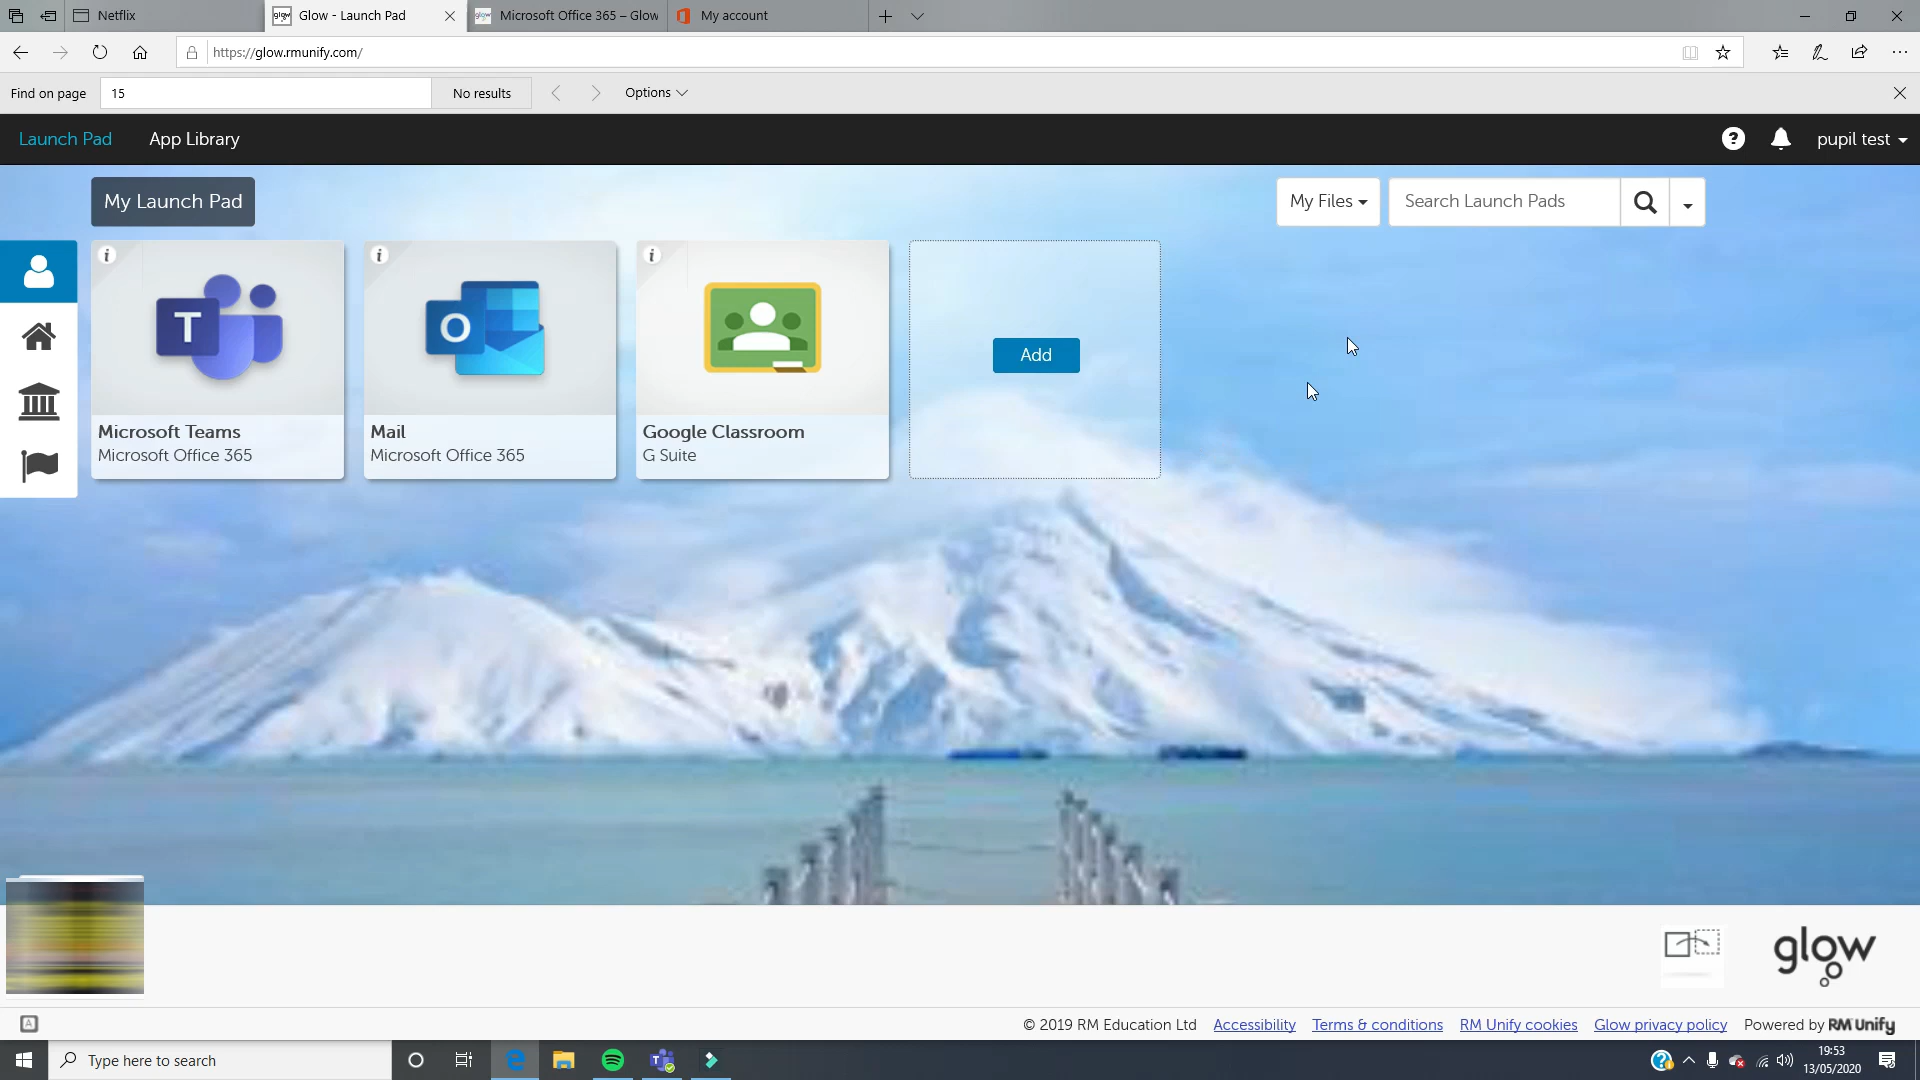 Netflix
Glow - Launch Pad
Microsoft Office 365 – Glow
My account
https://glow.rmunify.com/
Find on page
15
No results
Options
Launch Pad
App Library
?
pupil test
My Launch Pad
My Files
Search Launch Pads
i
i
i
T
O
Add
Microsoft Teams
Microsoft Office 365
Mail
Microsoft Office 365
Google Classroom
G Suite
glow
A
© 2019 RM Education Ltd
Accessibility
Terms & conditions
RM Unify cookies
Glow privacy policy
Powered by RM Unify
Type here to search
19:53
13/05/2020